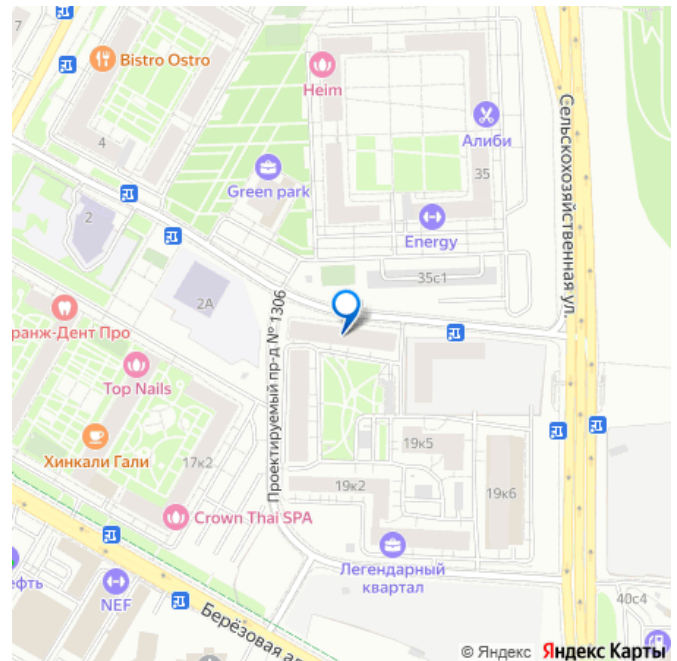 7
Bistro Ostro
Heim
4
Алиби
35
Сельскохозяйственная ул.
Green park
Energy
2
35с1
2А
Проектируемый пр-д № 1306
ранж-Дент Про
Top Nails
Хинкали Гали
17к2
19к5
19к2
19к6
Crown Thai SPA
Легендарный
квартал
ефть
NEF
Берёзовая ал
40с4
© Яндекс Яндекс Карты